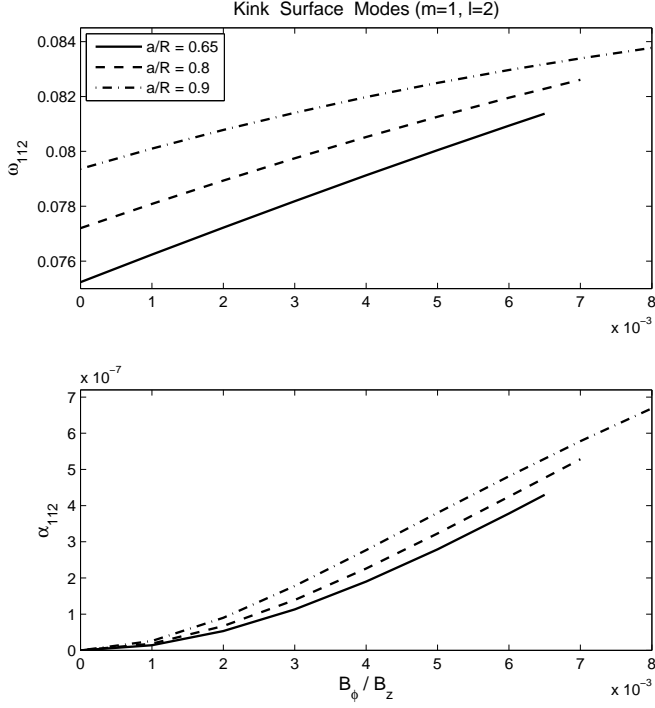 Kink Surface Modes (m=1, l=2)
0.084
0.082
0.08
0.078
0.076
ω112
a/R = 0.65
a/R = 0.8
a/R = 0.9
0 1 2 3 4 5 6 7 8
x 10⁻³
x 10⁻⁷
7
6
5
4
3
2
1
0
α112
0 1 2 3 4 5 6 7 8
x 10⁻³
Bϕ / Bz